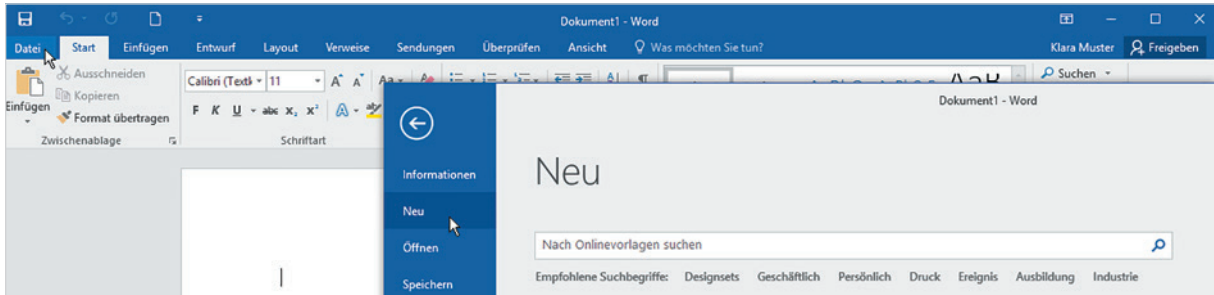 Dokument1 - Word
Datei Start Einfügen Entwurf Layout Verweise Sendungen Überprüfen Ansicht Was möchten Sie tun? Klara Muster Freigeben
Ausschneiden
Kopieren
Einfügen
Format übertragen
Zwischenablage
Calibri (Textk 11
F K U abc x, x²
Schriftart
Suchen
Dokument1 - Word
Informationen
Neu
Öffnen
Speichern
Neu
Nach Onlinevorlagen suchen
Empfohlene Suchbegriffe: Designsets Geschäftlich Persönlich Druck Ereignis Ausbildung Industrie